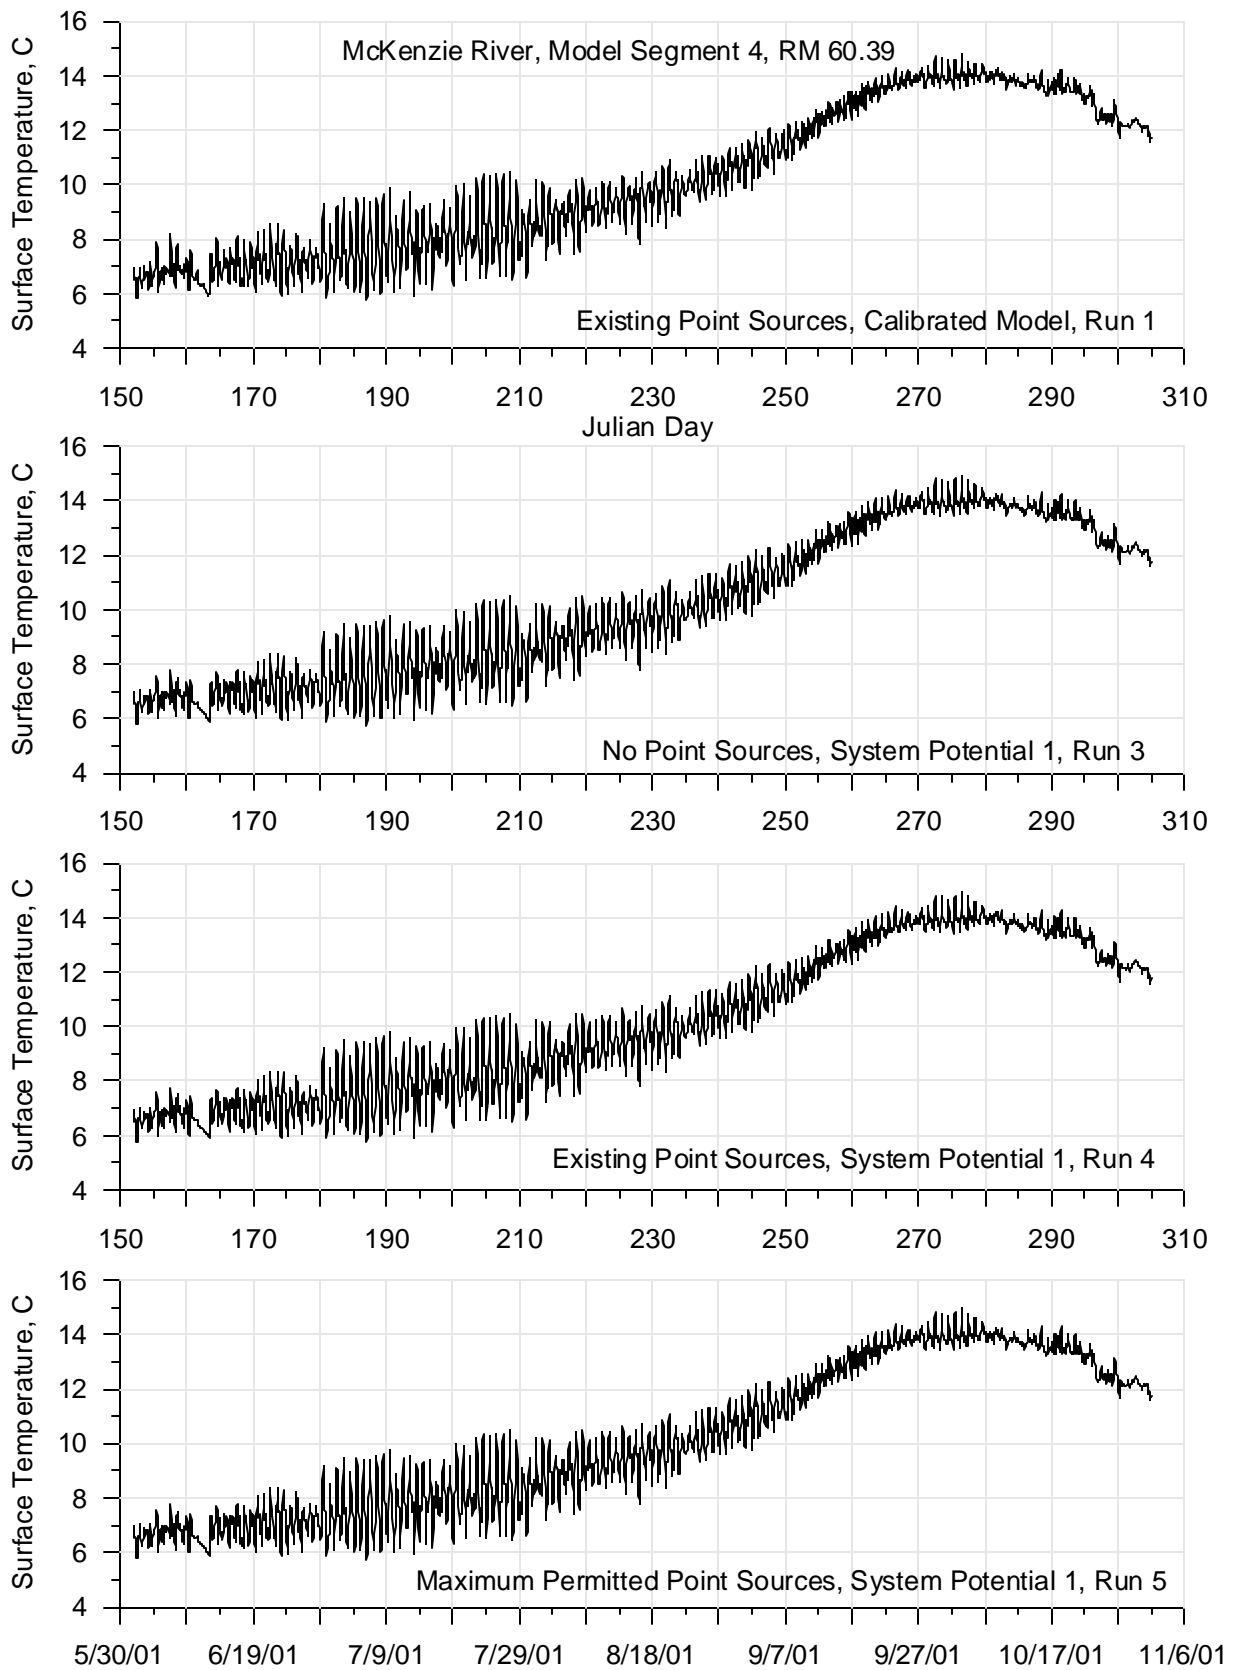 16
14
12
10
8
6
4
Surface Temperature, C
McKenzie River, Model Segment 4, RM 60.39
Existing Point Sources, Calibrated Model, Run 1
150 170 190 210 230 250 270 290 310
Julian Day
16
14
12
10
8
6
4
Surface Temperature, C
No Point Sources, System Potential 1, Run 3
150 170 190 210 230 250 270 290 310
16
14
12
10
8
6
4
Surface Temperature, C
Existing Point Sources, System Potential 1, Run 4
150 170 190 210 230 250 270 290 310
16
14
12
10
8
6
4
Surface Temperature, C
Maximum Permitted Point Sources, System Potential 1, Run 5
5/30/01 6/19/01 7/9/01 7/29/01 8/18/01 9/7/01 9/27/01 10/17/01 11/6/01